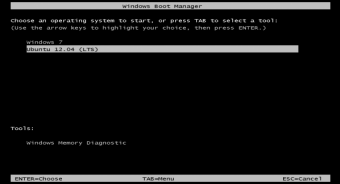 Windows Boot Manager
Choose an operating system to start, or press TAB to select a tool:
(Use the arrow keys to highlight your choice, then press ENTER.)
Windows 7
Ubuntu 12.04 (LTS)
Tools:
Windows Memory Diagnostic
ENTER=Choose TAB=Menu ESC=Cancel